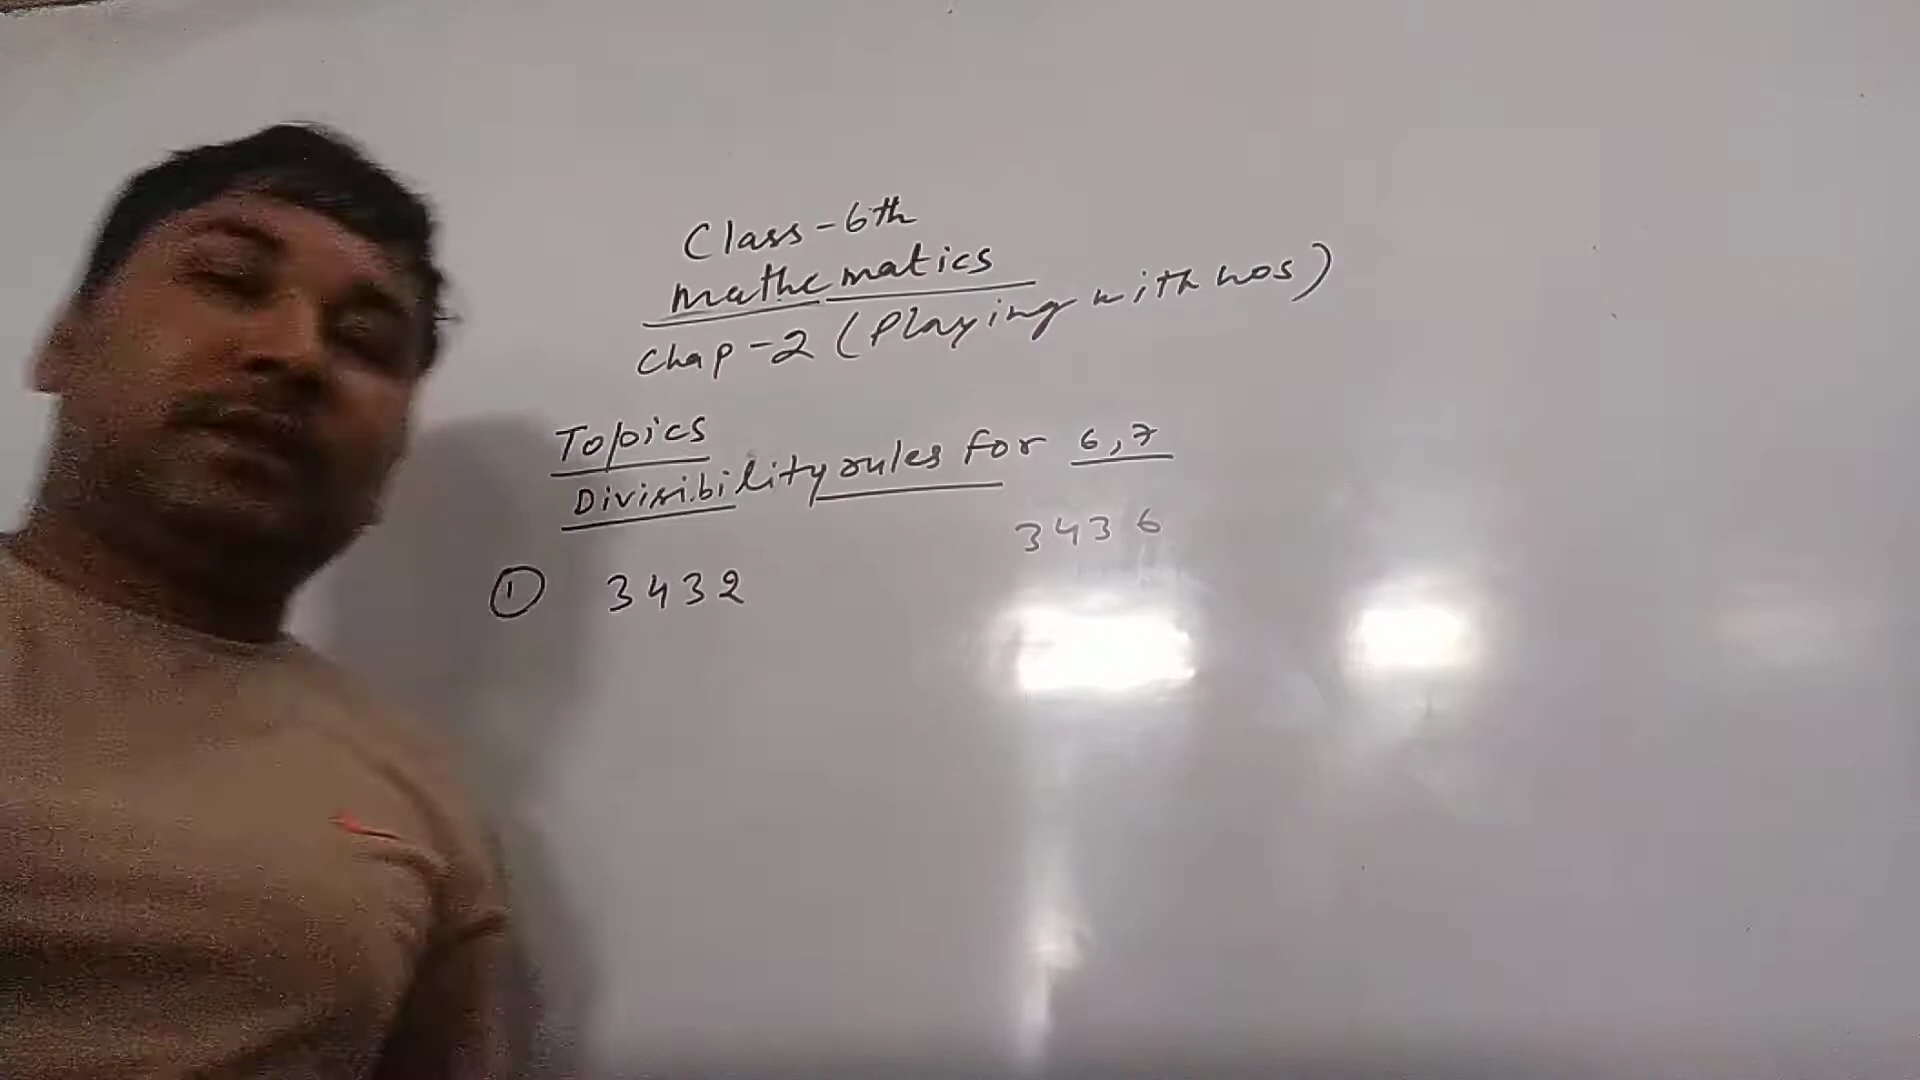 Class-6th
Mathematics
Chap-2 (Playing with nos)
Topics
Divisibility rules for 6,7
3436
① 3432